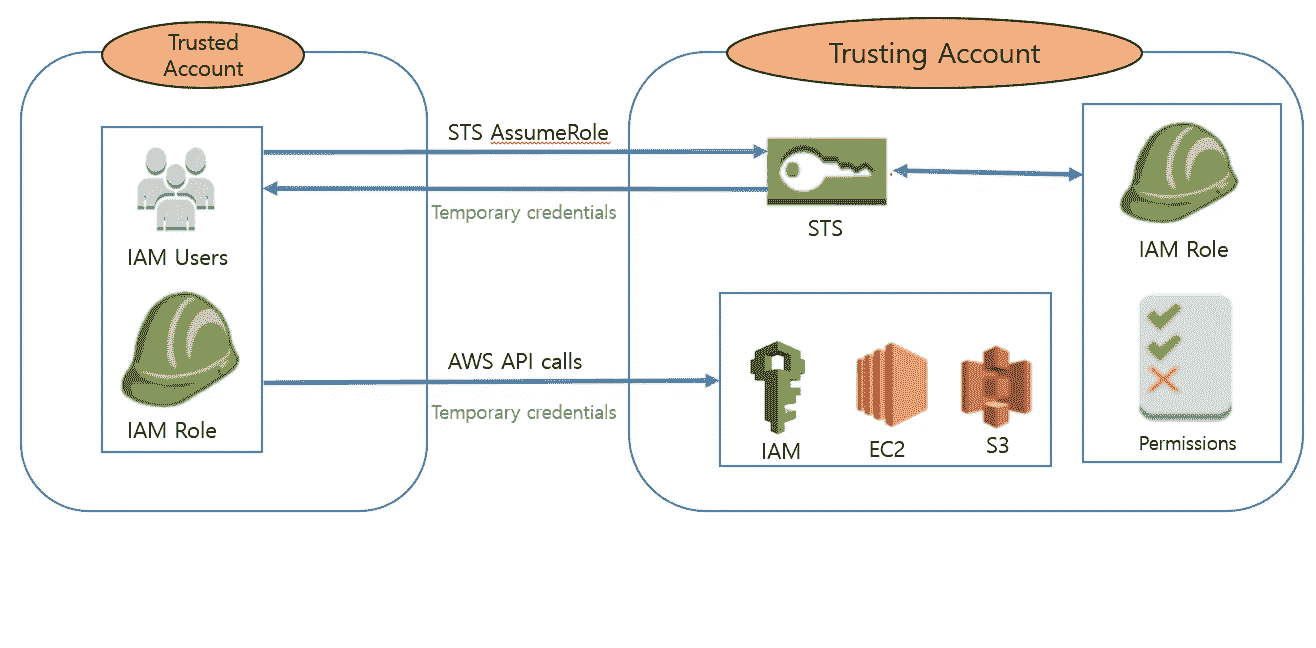 Trusted
Account
Trusting Account
STS AssumeRole
Temporary credentials
STS
IAM Users
IAM Role
IAM Role
AWS API calls
Temporary credentials
IAM
EC2
S3
Permissions